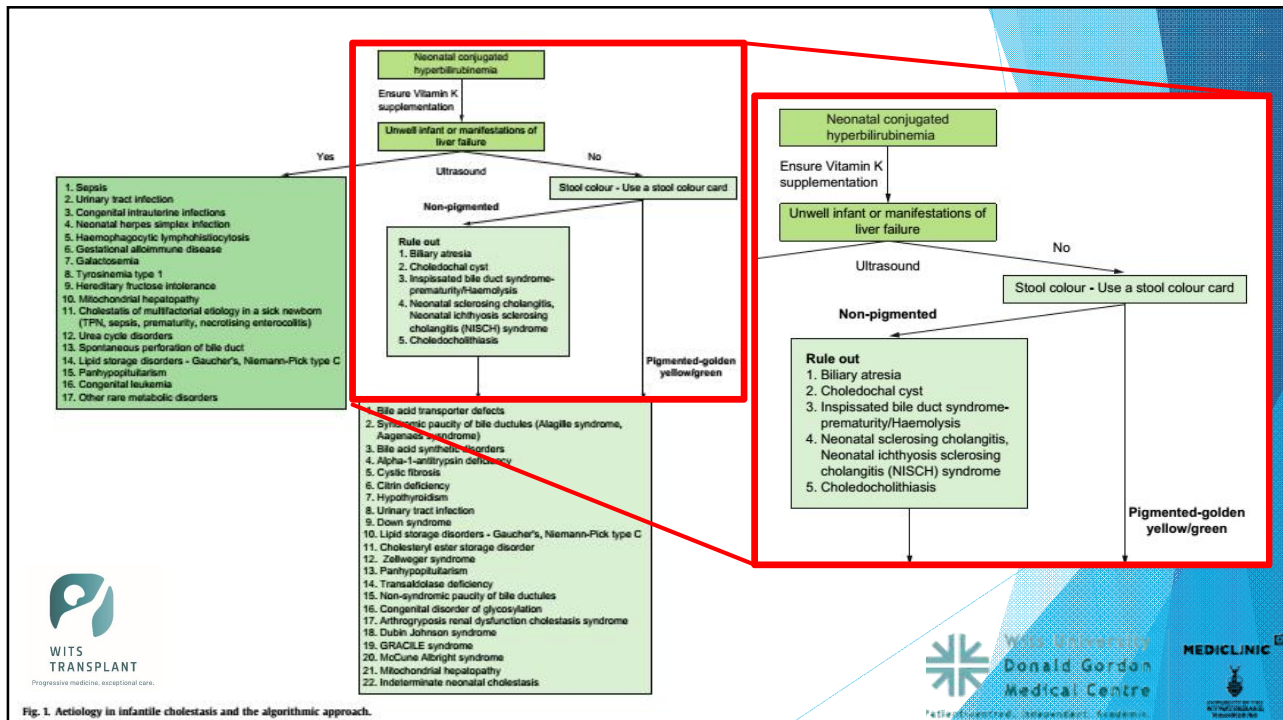 Neonatal conjugated
hyperbilirubinemia
Ensure Vitamin K
supplementation
Unwell infant or manifestations of
liver failure
Yes
No
Ultrasound
1. Sepsis
2. Urinary tract infection
3. Congenital intrauterine infections
4. Neonatal herpes simplex infection
5. Haemophagocytic lymphohistiocytosis
6. Gestational alloimmune disease
7. Galactosemia
8. Tyrosinemia type 1
9. Hereditary fructose intolerance
10. Mitochondrial hepatopathy
11. Cholestatis of multifactorial etiology in a sick newborn
(TPN, sepsis, prematurity, necrotising enterocolitis)
12. Urea cycle disorders
13. Spontaneous perforation of bile duct
14. Lipid storage disorders - Gaucher's, Niemann-Pick type C
15. Panhypopituitarism
16. Congenital leukemia
17. Other rare metabolic disorders
Stool colour - Use a stool colour card
Non-pigmented
Rule out
1. Biliary atresia
2. Choledochal cyst
3. Inspissated bile duct syndrome-
prematurity/Haemolysis
4. Neonatal sclerosing cholangitis,
Neonatal ichthyosis sclerosing
cholangitis (NISCH) syndrome
5. Choledocholithiasis
Pigmented-golden
yellow/green
1. Bile acid transporter defects
2. Syndromic paucity of bile ductules (Alagille syndrome,
Aagenaes sysndrome)
3. Bile acid synthetic disorders
4. Alpha-1-antitrypsin deficiency
5. Cystic fibrosis
6. Citrin deficiency
7. Hypothyroidism
8. Urinary tract infection
9. Down syndrome
10. Lipid storage disorders - Gaucher's, Niemann-Pick type C
11. Cholesteryl ester storage disorder
12. Zellweger syndrome
13. Panhypopituitarism
14. Transaldolase deficiency
15. Non-syndromic paucity of bile ductules
16. Congenital disorder of glycosylation
17. Arthrogryposis renal dysfunction cholestasis syndrome
18. Dubin Johnson syndrome
19. GRACILE syndrome
20. McCune Albright syndrome
21. Mitochondrial hepatopathy
22. Indeterminate neonatal cholestasis
Neonatal conjugated
hyperbilirubinemia
Ensure Vitamin K
supplementation
Unwell infant or manifestations of
liver failure
No
Ultrasound
Stool colour - Use a stool colour card
Non-pigmented
Rule out
1. Biliary atresia
2. Choledochal cyst
3. Inspissated bile duct syndrome-
prematurity/Haemolysis
4. Neonatal sclerosing cholangitis,
Neonatal ichthyosis sclerosing
cholangitis (NISCH) syndrome
5. Choledocholithiasis
Pigmented-golden
yellow/green
WITS
TRANSPLANT
Progressive medicine, exceptional care.
Wits University
Donald Gordon
Medical Centre
Patient centred. Independent. Academic.
MEDICLINIC
Fig. 1. Aetiology in infantile cholestasis and the algorithmic approach.